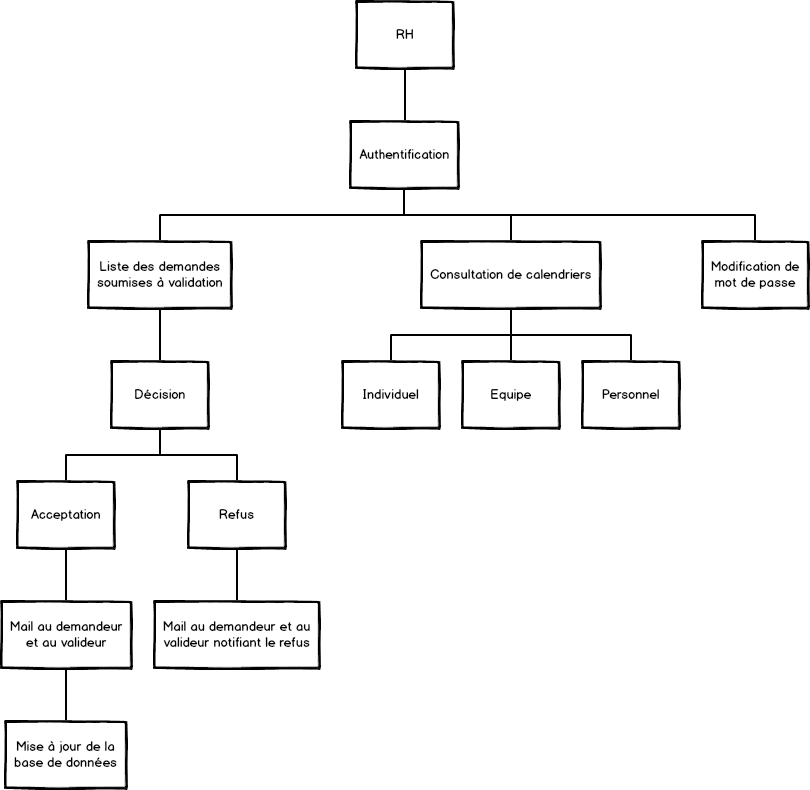 RH
Authentification
Liste des demandes
soumises à validation
Consultation de calendriers
Modification de
mot de passe
Décision
Individuel
Equipe
Personnel
Acceptation
Refus
Mail au demandeur
et au valideur
Mail au demandeur et au
valideur notifiant le refus
Mise à jour de la
base de données